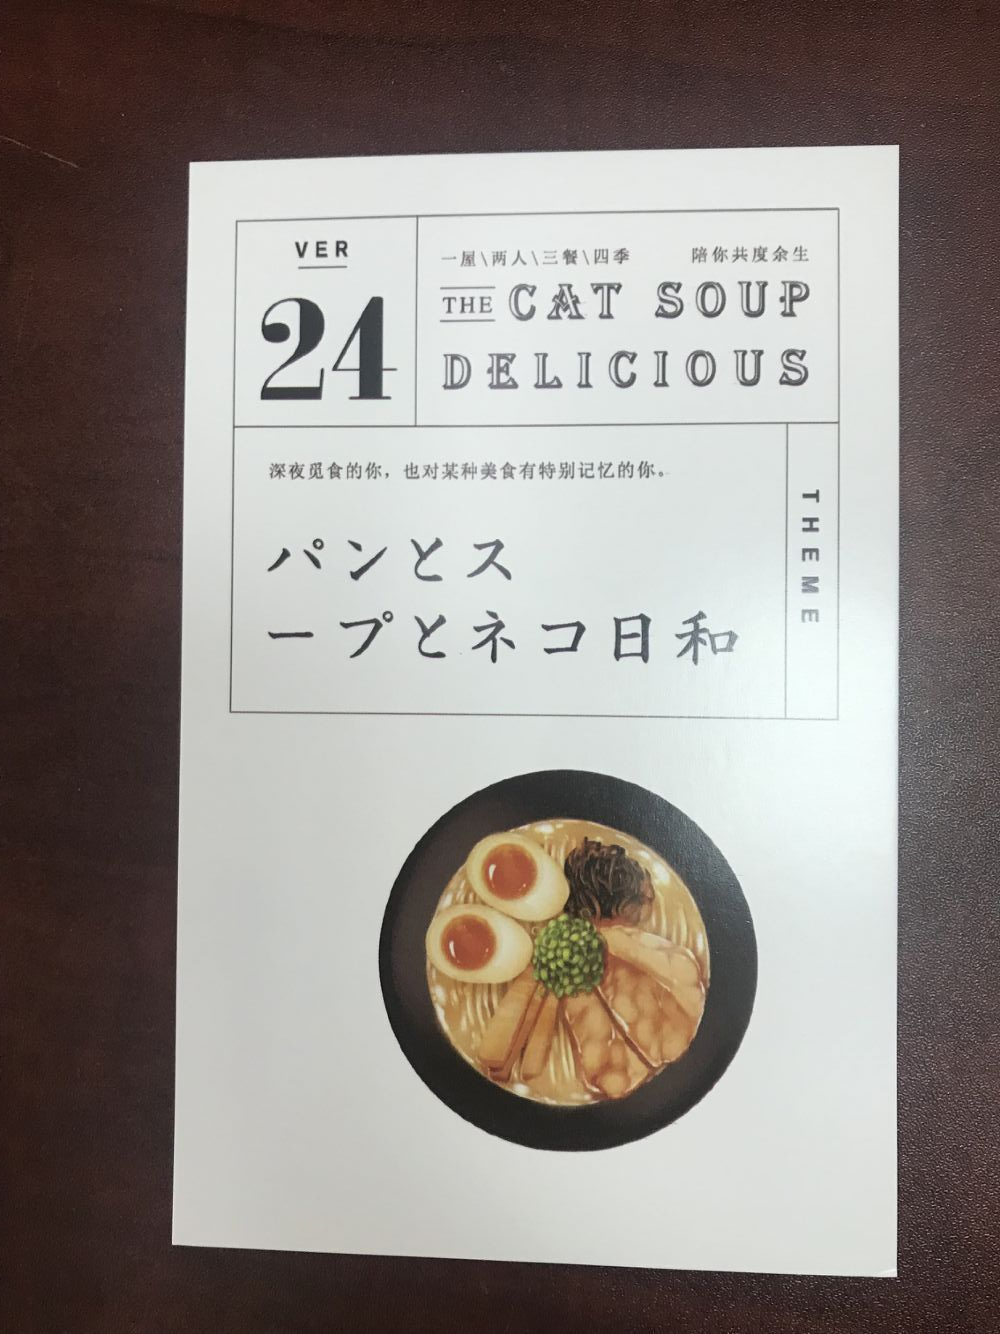 VER
24
一屋\两人\三餐\四季 陪你共度余生
THE CAT SOUP
DELICIOUS
深夜觅食的你，也对某种美食有特别记忆的你。
パンとス
ープとネコ日和
THEME